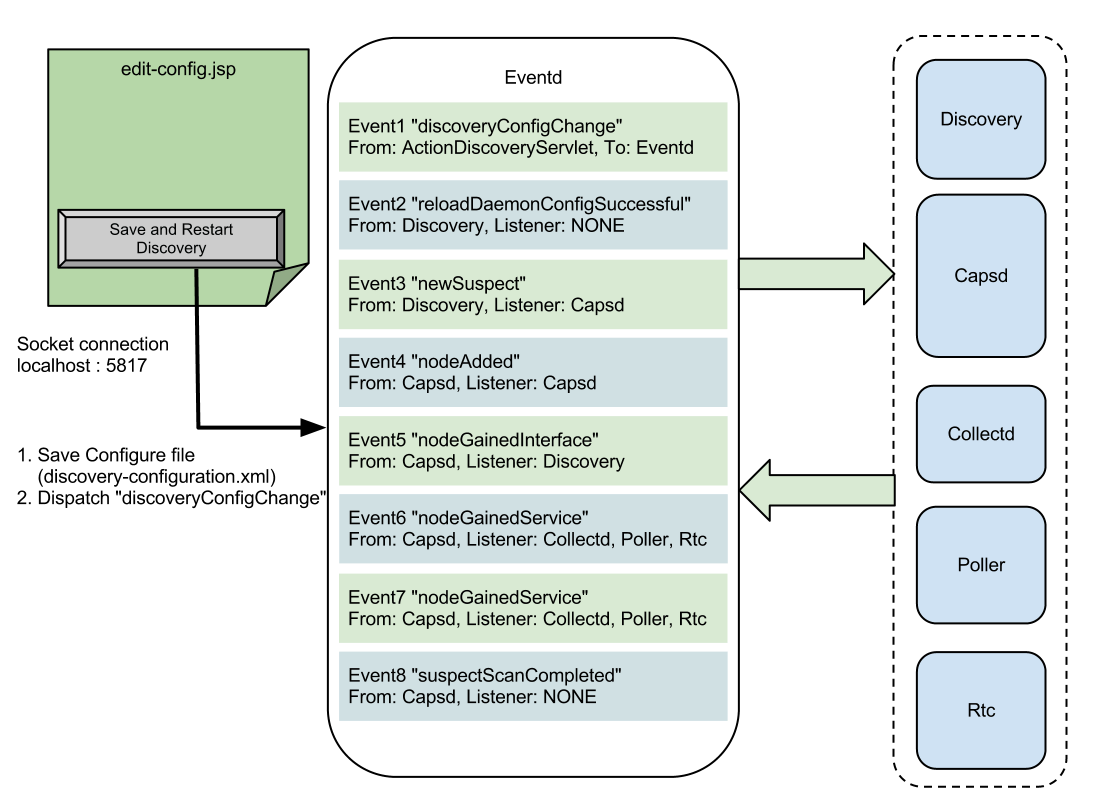 edit-config.jsp
Save and Restart
Discovery
Socket connection
localhost : 5817
1. Save Configure file
(discovery-configuration.xml)
2. Dispatch "discoveryConfigChange"
Eventd
Event1 "discoveryConfigChange"
From: ActionDiscoveryServlet, To: Eventd
Event2 "reloadDaemonConfigSuccessful"
From: Discovery, Listener: NONE
Event3 "newSuspect"
From: Discovery, Listener: Capsd
Event4 "nodeAdded"
From: Capsd, Listener: Capsd
Event5 "nodeGainedInterface"
From: Capsd, Listener: Discovery
Event6 "nodeGainedService"
From: Capsd, Listener: Collectd, Poller, Rtc
Event7 "nodeGainedService"
From: Capsd, Listener: Collectd, Poller, Rtc
Event8 "suspectScanCompleted"
From: Capsd, Listener: NONE
Discovery
Capsd
Collectd
Poller
Rtc